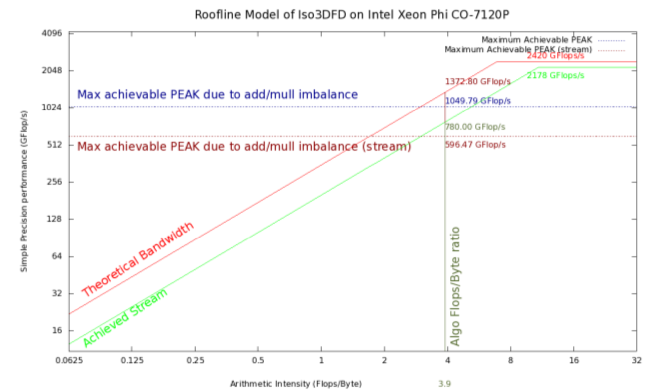 Roofline Model of Iso3DFD on Intel Xeon Phi CO-7120P
4096
Maximum Achievable PEAK
Maximum Achievable PEAK (stream)
2420 GFlops/s
2048
2178 GFlops/s
1372.80 GFlop/s
Max achievable PEAK due to add/mull imbalance
1049.79 GFlop/s
1024
780.00 GFlop/s
512
Max achievable PEAK due to add/mull imbalance (stream)
596.47 GFlop/s
256
128
64
32
16
Simple Precision performance (GFlop/s)
Theoretical Bandwidth
Achieved Stream
Algo Flops/Byte ratio
0.0625 0.125 0.25 0.5 1 2 4 8 16 32
Arithmetic Intensity (Flops/Byte) 3.9